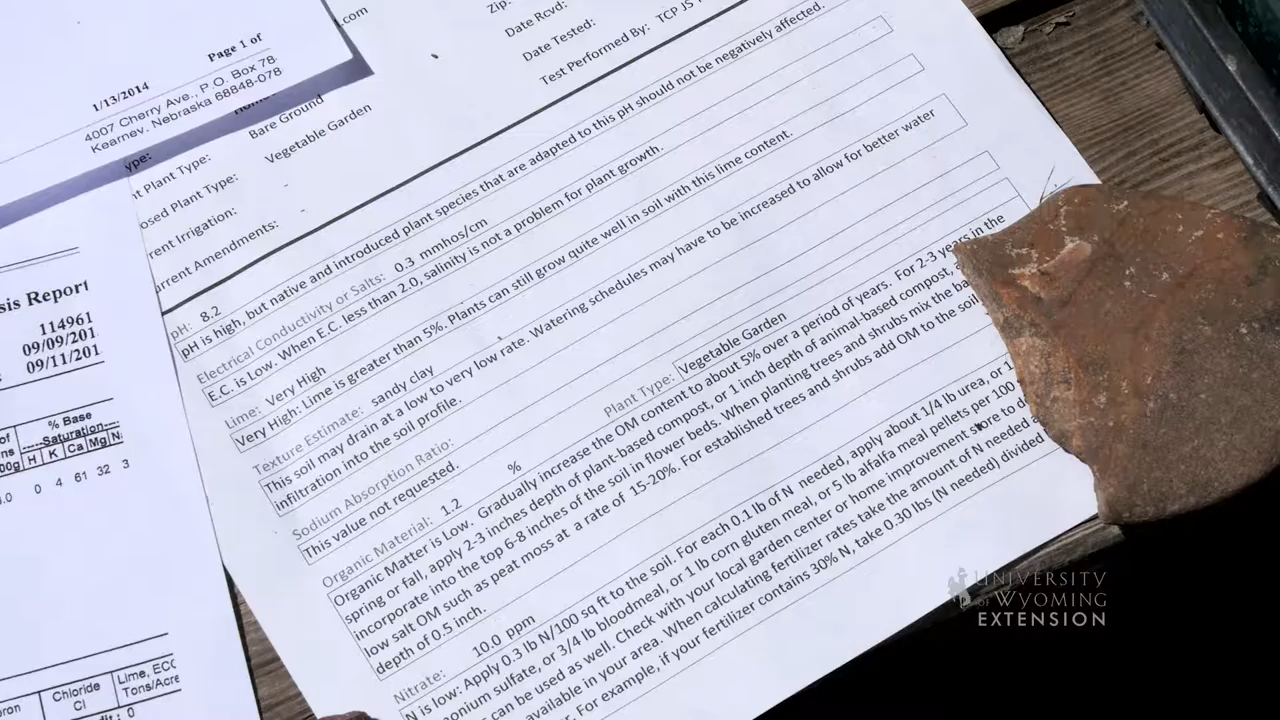 Page 1 of
1/13/2014
4007 Cherry Ave., P.O. Box 78
Kearney, Nebraska 68848-078
sis Report
114961
09/09/201
09/11/201
% Base
Saturation
H K Ca Mg N
0 4 61 32 3
Chloride
Cl
Lime, ECC
Tons/Acre
: 0
.com
Zip:
Date Rcvd:
Date Tested:
Test Performed By: TCP JS
ype:
Bare Ground
t Plant Type:
Vegetable Garden
osed Plant Type:
rent Irrigation:
rrent Amendments:
pH: 8.2
pH is high, but native and introduced plant species that are adapted to this pH should not be negatively affected.
Electrical Conductivity or Salts: 0.3 mmhos/cm
E.C. is Low. When E.C. less than 2.0, salinity is not a problem for plant growth.
Lime: Very High
Very High: Lime is greater than 5%. Plants can still grow quite well in soil with this lime content.
Texture Estimate: sandy clay
This soil may drain at a low to very low rate. Watering schedules may have to be increased to allow for better water
infiltration into the soil profile.
Sodium Absorption Ratio:
This value not requested.
Plant Type: Vegetable Garden
Organic Material: 1.2 %
Organic Matter is Low. Gradually increase the OM content to about 5% over a period of years. For 2-3 years in the
spring or fall, apply 2-3 inches depth of plant-based compost, or 1 inch depth of animal-based compost,
incorporate into the top 6-8 inches of the soil in flower beds. When planting trees and shrubs mix the ba
low salt OM such as peat moss at a rate of 15-20%. For established trees and shrubs add OM to the soil
depth of 0.5 inch.
Nitrate: 10.0 ppm
N is low: Apply 0.3 lb N/100 sq ft to the soil. For each 0.1 lb of N needed, apply about 1/4 lb urea, or 1
monium sulfate, or 3/4 lb bloodmeal, or 1 lb corn gluten meal, or 5 lb alfalfa meal pellets per 100
can be used as well. Check with your local garden center or home improvement store to d
available in your area. When calculating fertilizer rates take the amount of N needed a
. For example, if your fertilizer contains 30% N, take 0.30 lbs (N needed) divided
UNIVERSITY
OF WYOMING
EXTENSION